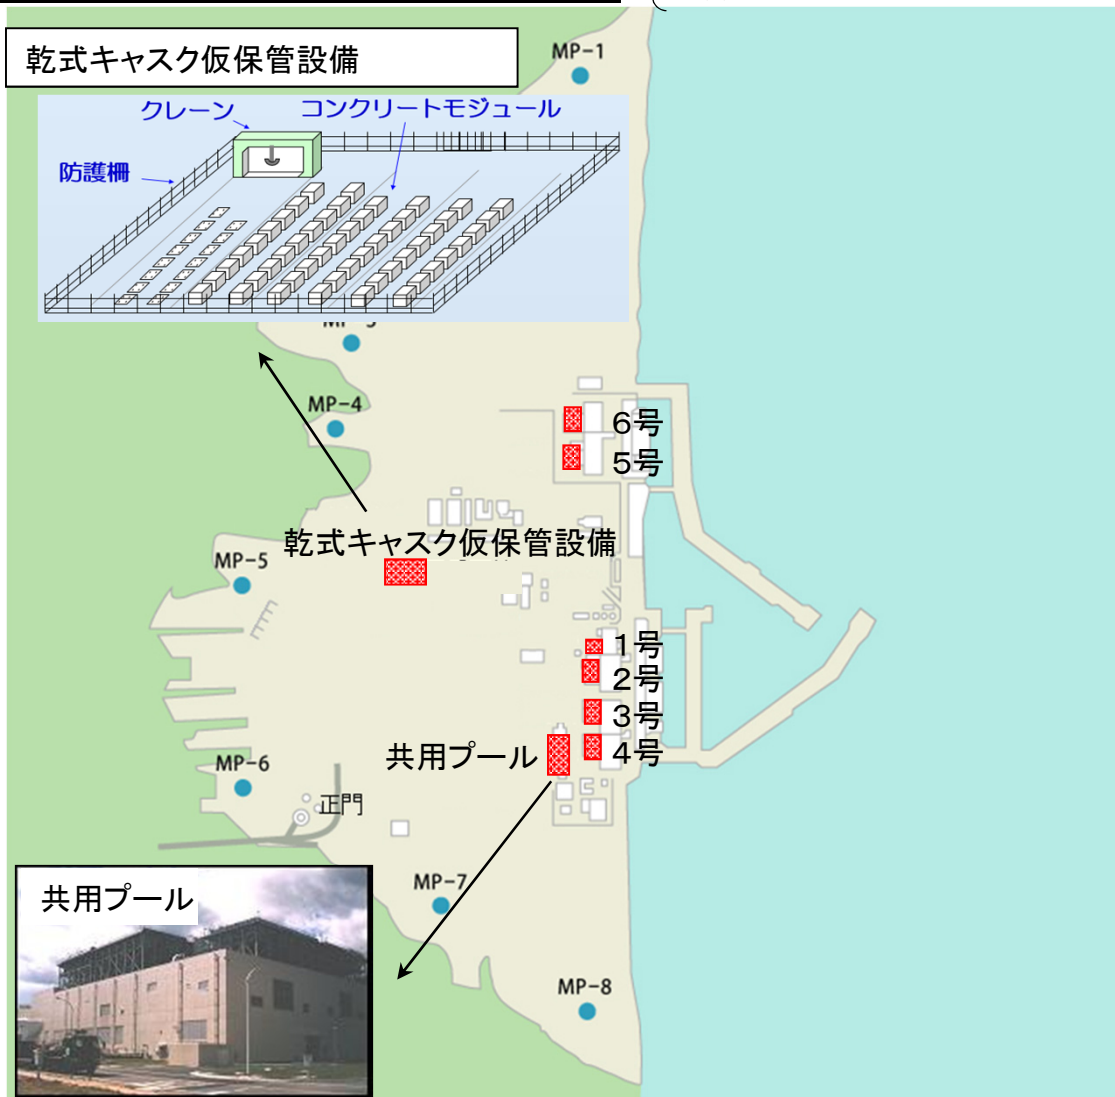 乾式キャスク仮保管設備
MP-1
クレーン
コンクリートモジュール
防護柵
MP-4
6号
5号
乾式キャスク仮保管設備
MP-5
1号
2号
3号
共用プール
4号
MP-6
正門
共用プール
MP-7
MP-8